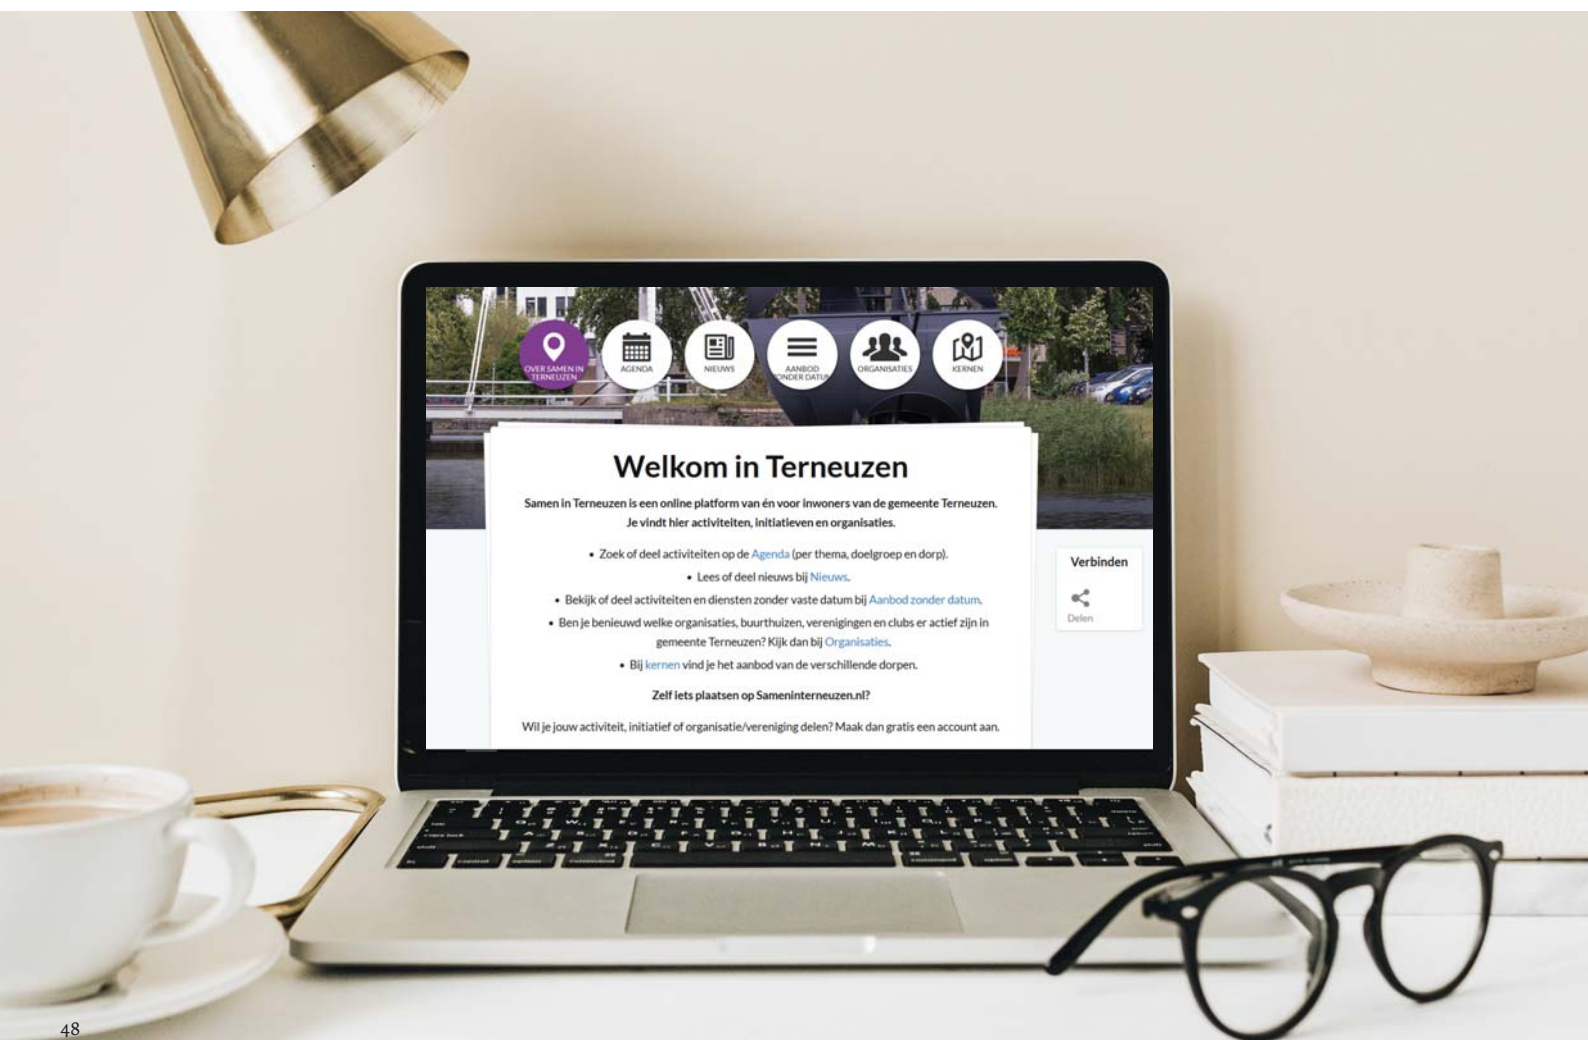 OVER SAMEN IN
TERNEUZEN
AGENDA
NIEUWS
AANBOD
ZONDER DATUM
ORGANISATIES
KERNEN
Welkom in Terneuzen
Samen in Terneuzen is een online platform van én voor inwoners van de gemeente Terneuzen.
Je vindt hier activiteiten, initiatieven en organisaties.
• Zoek of deel activiteiten op de Agenda (per thema, doelgroep en dorp).
• Lees of deel nieuws bij Nieuws.
• Bekijk of deel activiteiten en diensten zonder vaste datum bij Aanbod zonder datum.
• Ben je benieuwd welke organisaties, buurthuizen, verenigingen en clubs er actief zijn in
gemeente Terneuzen? Kijk dan bij Organisaties.
• Bij kernen vind je het aanbod van de verschillende dorpen.
Zelf iets plaatsen op Sameninterneuzen.nl?
Wil je jouw activiteit, initiatief of organisatie/vereniging delen? Maak dan gratis een account aan.
Verbinden
Delen
48